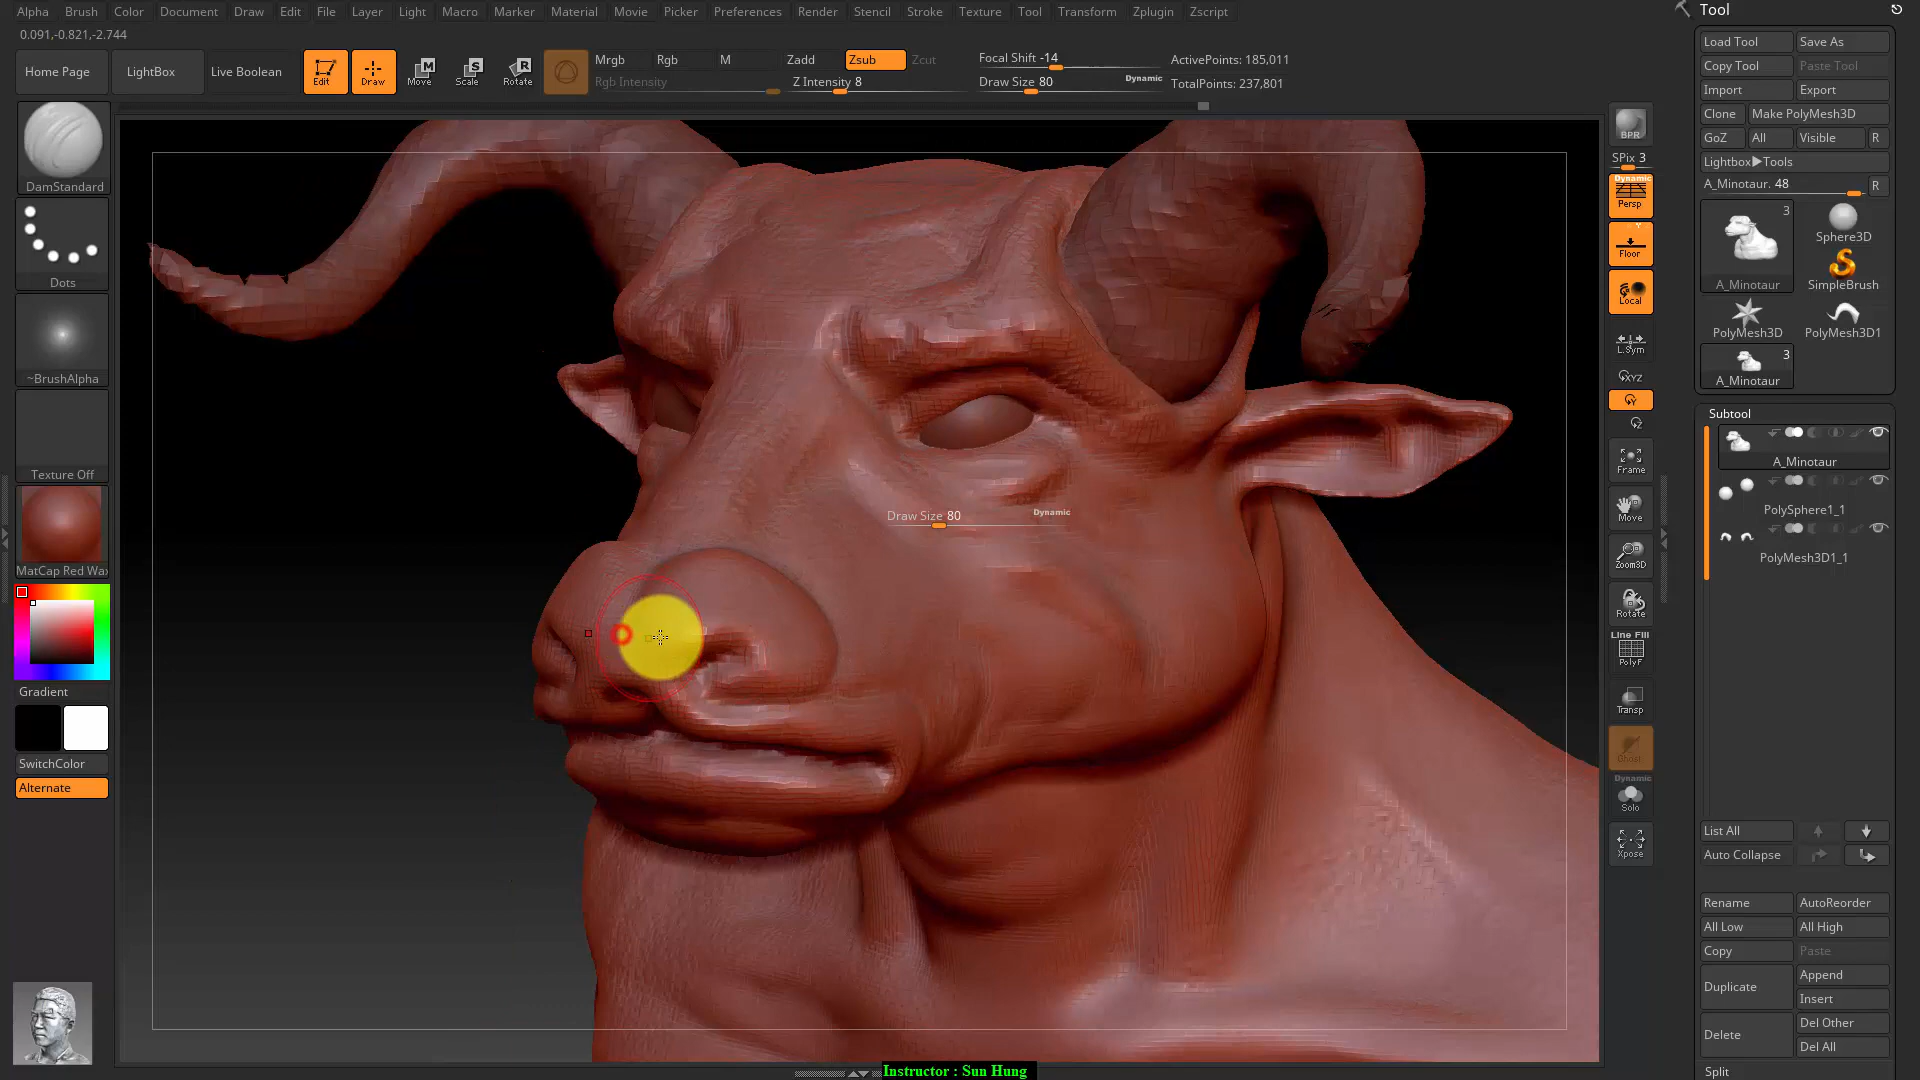 Alpha Brush Color Document Draw Edit File Layer Light Macro Marker Material Movie Picker Preferences Render Stencil Stroke Texture Tool Transform Zplugin Zscript
0.091,-0.821,-2.744
Home Page
LightBox
Live Boolean
Edit
Draw
Move
M
Scale
S
Rotate
R
Mrgb
Rgb
M
Rgb Intensity
Zadd
Zsub
Zcut
Z Intensity 8
Focal Shift -14
Draw Size 80
Dynamic
ActivePoints: 185,011
TotalPoints: 237,801
DamStandard
Dots
~BrushAlpha
Texture Off
MatCap Red Wax
Gradient
SwitchColor
Alternate
Draw Size 80
Dynamic
BPR
SPix 3
Dynamic
Persp
Floor
Local
L.Sym
XYZ
Y
Z
Frame
Move
Zoom3D
Rotate
Line Fill
PolyF
Transp
Ghost
Dynamic
Solo
Xpose
Tool
Load Tool
Save As
Copy Tool
Paste Tool
Import
Export
Clone
Make PolyMesh3D
GoZ
All
Visible
R
Lightbox▶Tools
A_Minotaur. 48
R
3
A_Minotaur
Sphere3D
SimpleBrush
PolyMesh3D
PolyMesh3D1
3
A_Minotaur
Subtool
A_Minotaur
PolySphere1_1
PolyMesh3D1_1
List All
Auto Collapse
Rename
AutoReorder
All Low
All High
Copy
Paste
Duplicate
Append
Insert
Delete
Del Other
Del All
Split
Instructor : Sun Hung